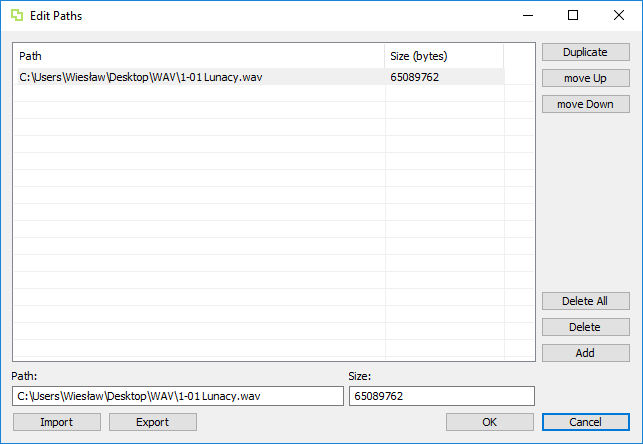 Edit Paths
Path Size (bytes)
C:\Users\Wiesław\Desktop\WAV\1-01 Lunacy.wav 65089762
Duplicate
move Up
move Down
Delete All
Delete
Add
Path: Size:
C:\Users\Wiesław\Desktop\WAV\1-01 Lunacy.wav 65089762
Import Export OK Cancel